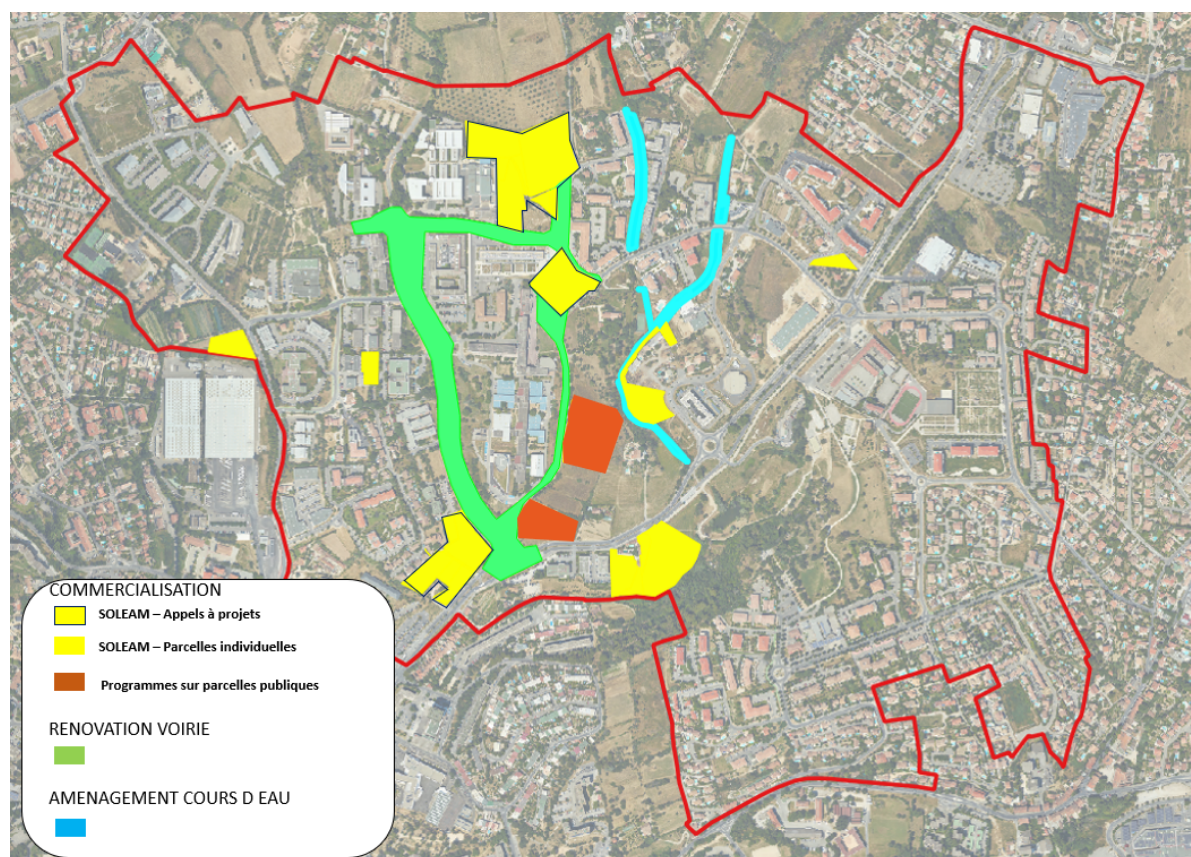 COMMERCIALISATION
SOLEAM – Appels à projets
SOLEAM – Parcelles individuelles
Programmes sur parcelles publiques
RENOVATION VOIRIE
AMENAGEMENT COURS D EAU